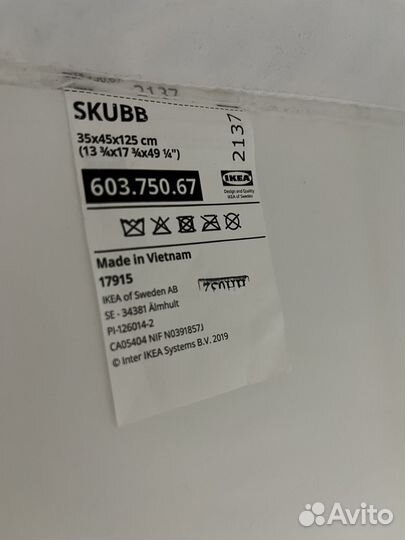 2137
SKUBB
35x45x125 cm
(13 ¾x17 ¾x49 ¼")
2137
603.750.67
IKEA
Design and Quality
IKEA of Sweden
Made in Vietnam
17915
IKEA of Sweden AB
SE - 34381 Älmhult
PI-126014-2
CA05404 NIF N0391857J
© Inter IKEA Systems B.V. 2019
Avito